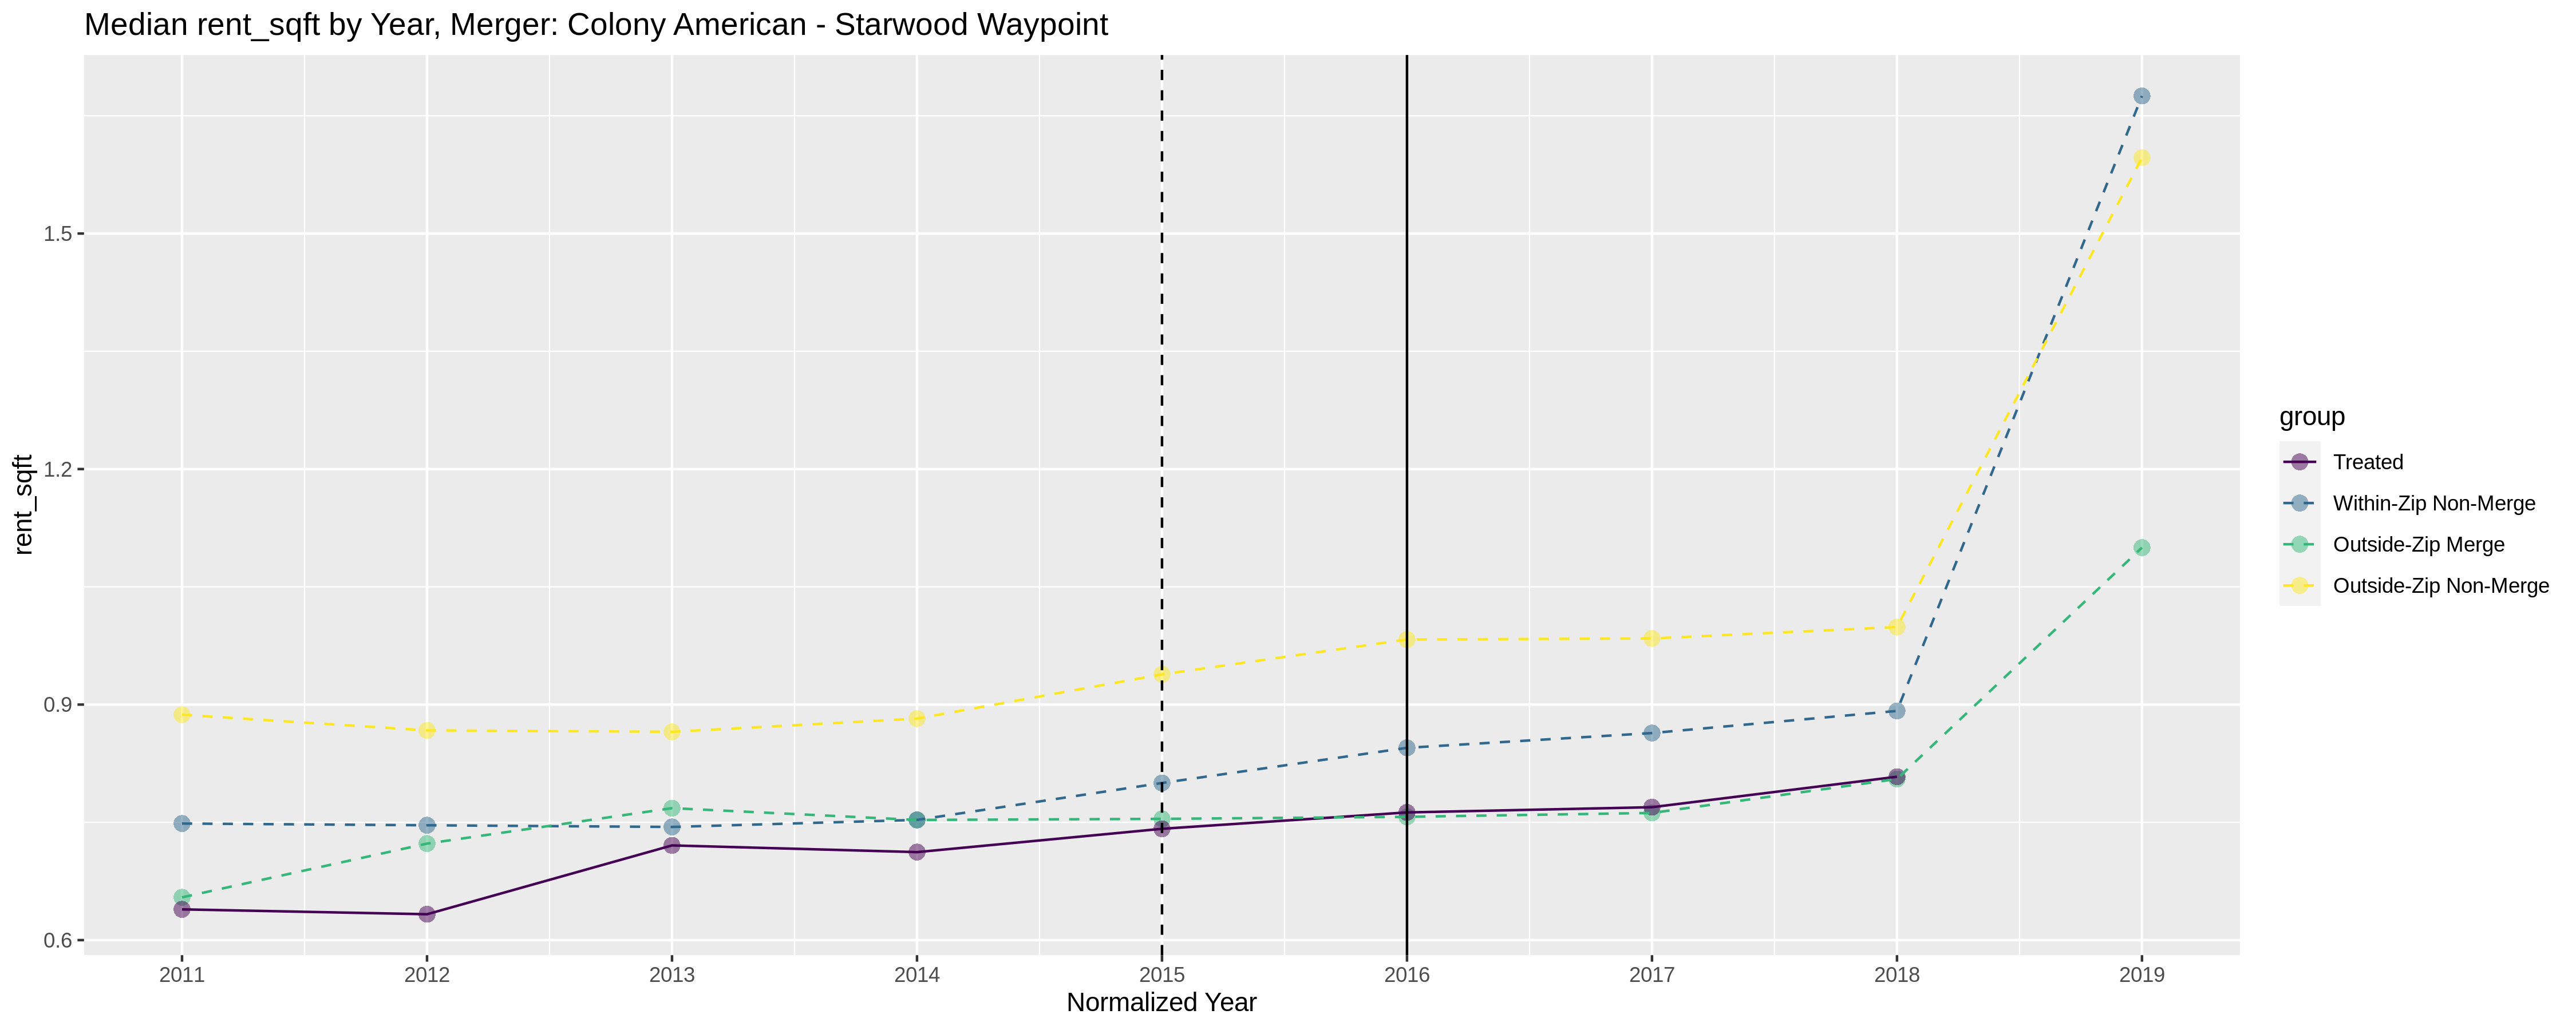 Median rent_sqft by Year, Merger: Colony American - Starwood Waypoint
rent_sqft
1.5
1.2
0.9
0.6
2011 2012 2013 2014 2015 2016 2017 2018 2019
Normalized Year
group
Treated
Within-Zip Non-Merge
Outside-Zip Merge
Outside-Zip Non-Merge